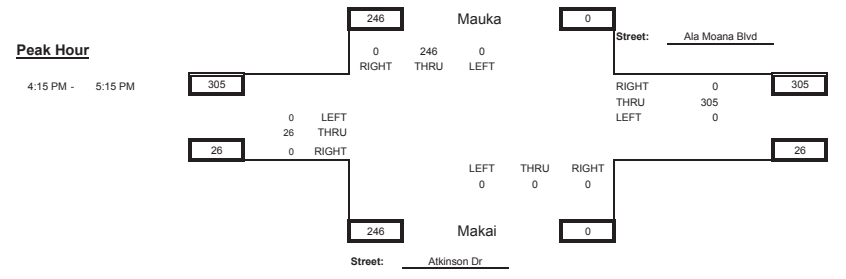 246 Mauka 0
Street: Ala Moana Blvd
Peak Hour
0 246 0
RIGHT THRU LEFT
4:15 PM - 5:15 PM
305
RIGHT 0
305
THRU 305
LEFT 0
0 LEFT
26 THRU
0 RIGHT
26
26
LEFT THRU RIGHT
0 0 0
246 Makai 0
Street: Atkinson Dr